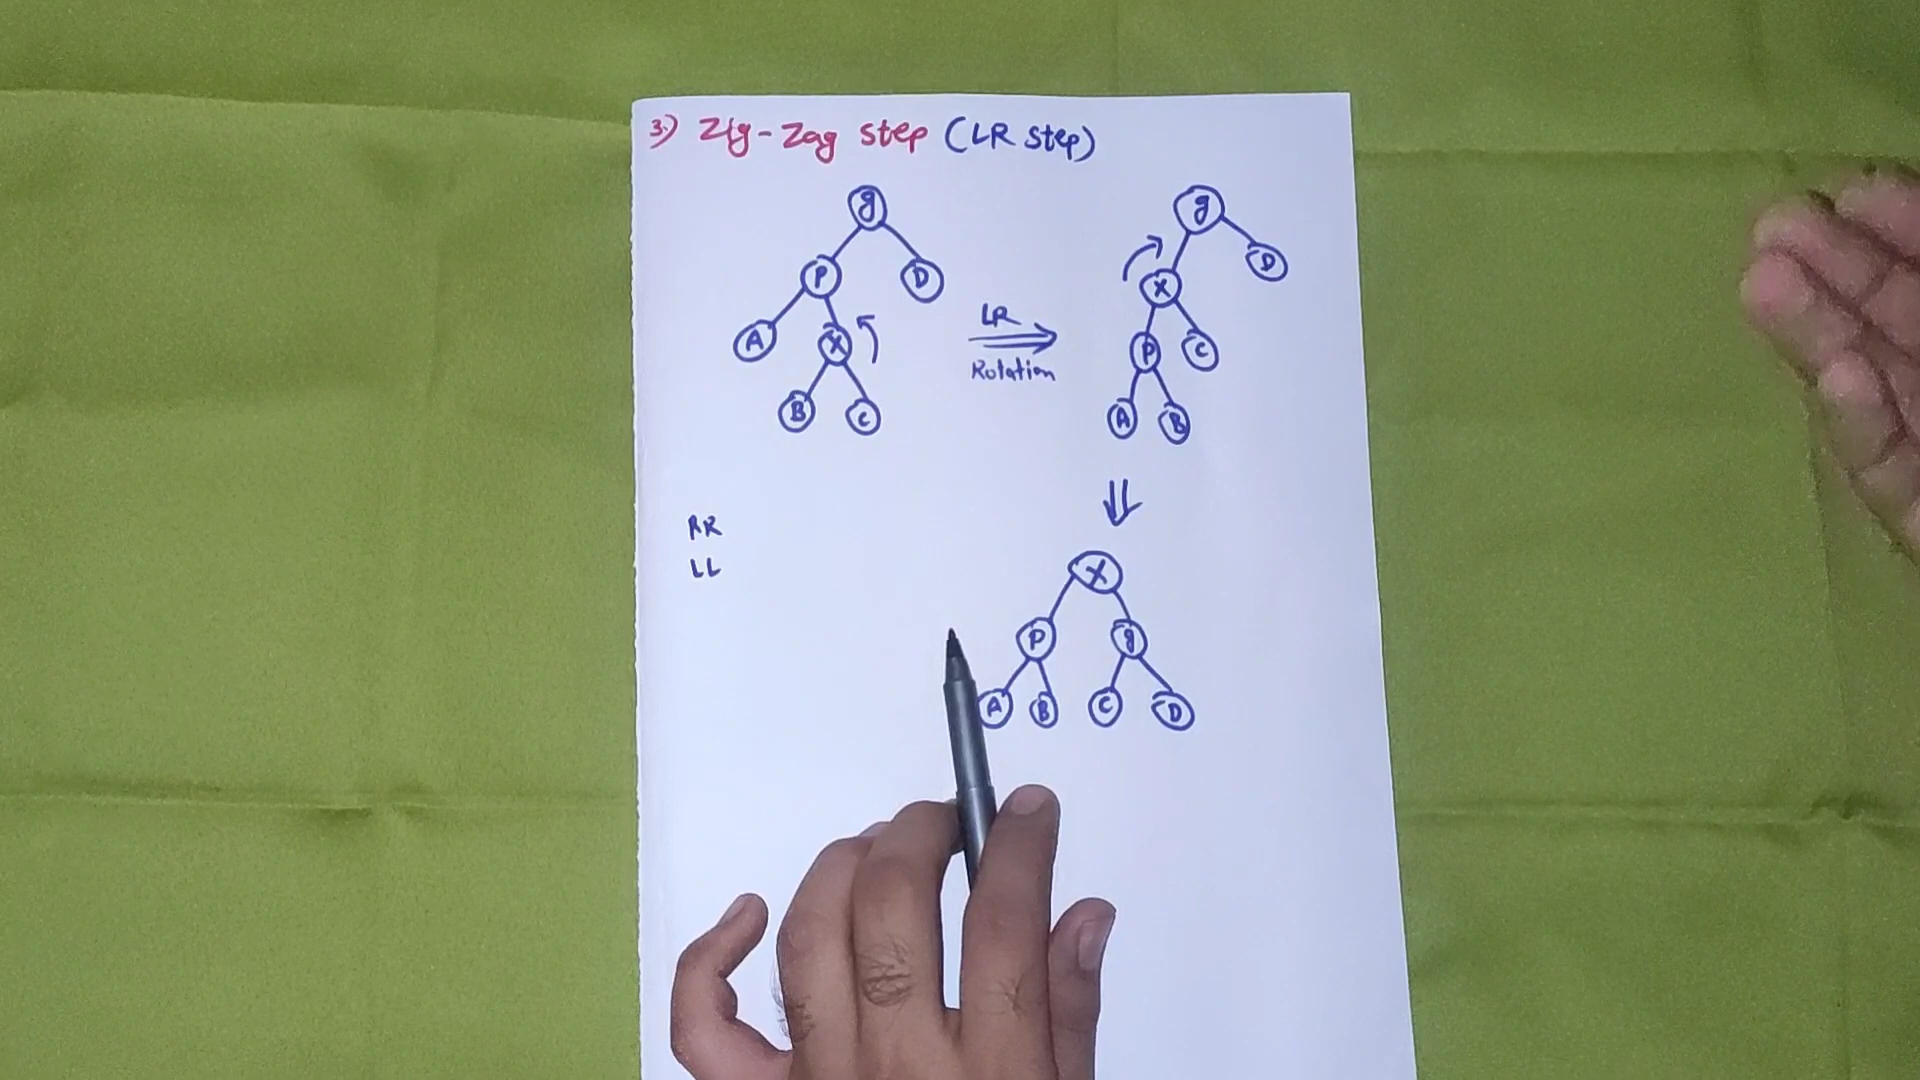 3.) Zig-Zag step (LR step)
g
P D
A X
B C
LR
Rotation
g
X D
P C
A B
RR
LL
X
P g
A B C D